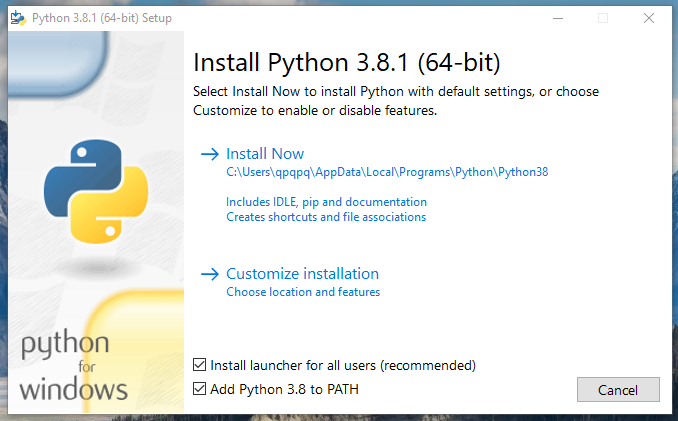 Python 3.8.1 (64-bit) Setup
Install Python 3.8.1 (64-bit)
Select Install Now to install Python with default settings, or choose
Customize to enable or disable features.
Install Now
C:\Users\qpqpq\AppData\Local\Programs\Python\Python38
Includes IDLE, pip and documentation
Creates shortcuts and file associations
Customize installation
Choose location and features
python
for
windows
Install launcher for all users (recommended)
Add Python 3.8 to PATH
Cancel